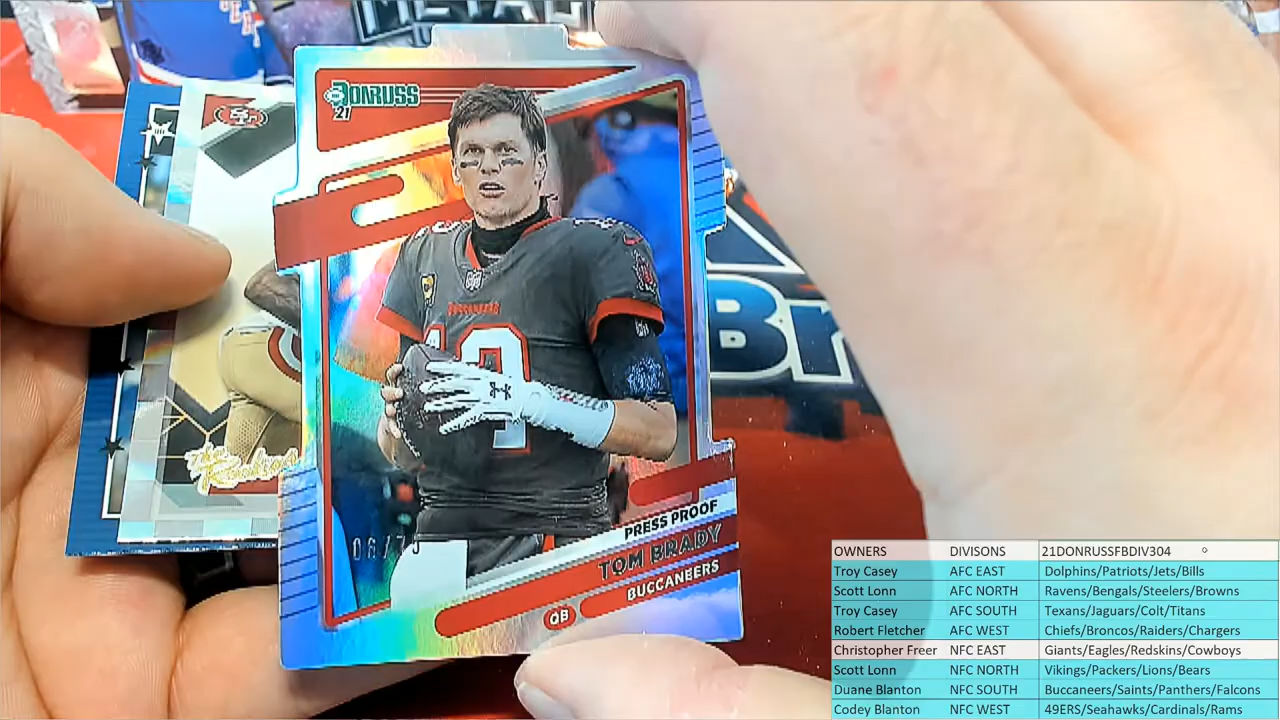 METAL
DONRUSS
21
BUCCANEERS
PRESS PROOF
TOM BRADY
BUCCANEERS
QB
Br
OWNERS DIVISONS 21DONRUSSFBDIV304
Troy Casey AFC EAST Dolphins/Patriots/Jets/Bills
Scott Lonn AFC NORTH Ravens/Bengals/Steelers/Browns
Troy Casey AFC SOUTH Texans/Jaguars/Colt/Titans
Robert Fletcher AFC WEST Chiefs/Broncos/Raiders/Chargers
Christopher Freer NFC EAST Giants/Eagles/Redskins/Cowboys
Scott Lonn NFC NORTH Vikings/Packers/Lions/Bears
Duane Blanton NFC SOUTH Buccaneers/Saints/Panthers/Falcons
Codey Blanton NFC WEST 49ERS/Seahawks/Cardinals/Rams